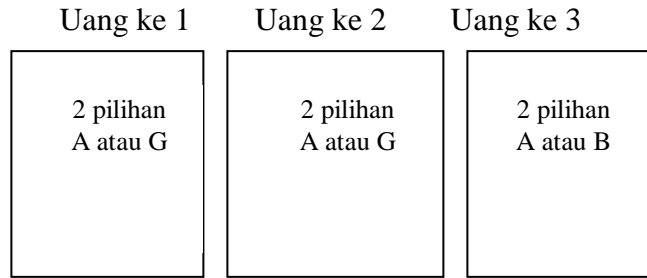 Uang ke 1 Uang ke 2 Uang ke 3
2 pilihan 2 pilihan 2 pilihan
A atau G A atau G A atau B